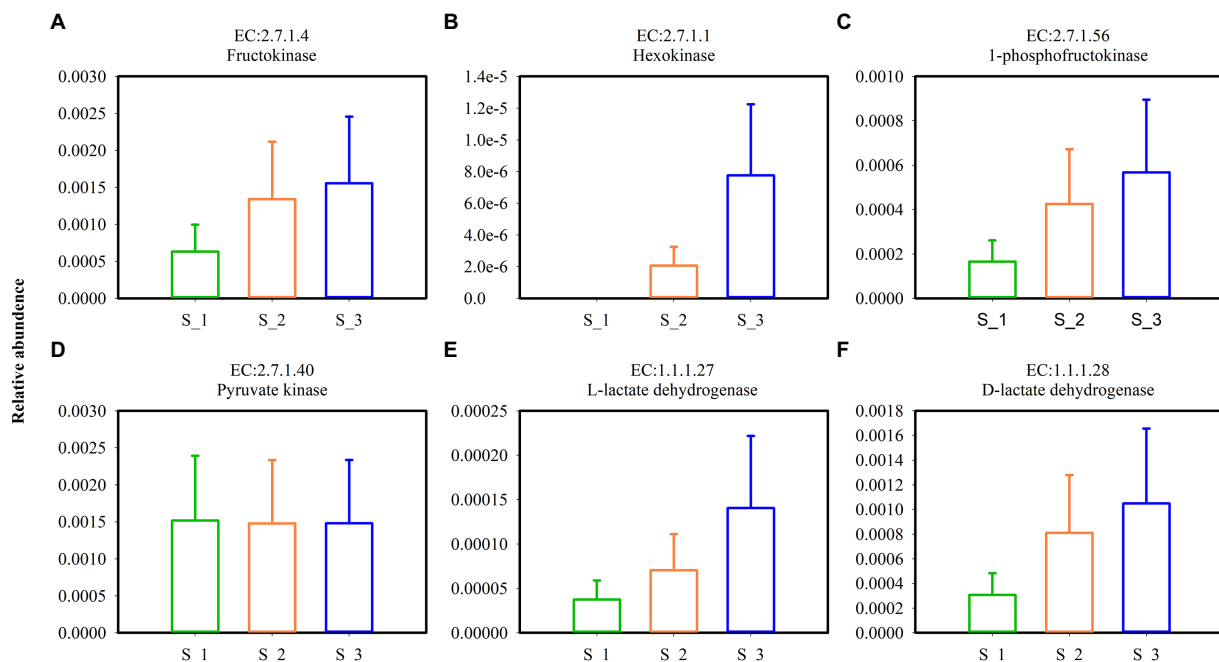 A
EC:2.7.1.4
Fructokinase
0.0030
0.0025
0.0020
0.0015
0.0010
0.0005
0.0000
S_1 S_2 S_3
B
EC:2.7.1.1
Hexokinase
1.4e-5
1.2e-5
1.0e-5
8.0e-6
6.0e-6
4.0e-6
2.0e-6
0.0
S_1 S_2 S_3
C
EC:2.7.1.56
1-phosphofructokinase
0.0010
0.0008
0.0006
0.0004
0.0002
0.0000
S_1 S_2 S_3
Relative abundance
D
EC:2.7.1.40
Pyruvate kinase
0.0030
0.0025
0.0020
0.0015
0.0010
0.0005
0.0000
S_1 S_2 S_3
E
EC:1.1.1.27
L-lactate dehydrogenase
0.00025
0.00020
0.00015
0.00010
0.00005
0.00000
S_1 S_2 S_3
F
EC:1.1.1.28
D-lactate dehydrogenase
0.0018
0.0016
0.0014
0.0012
0.0010
0.0008
0.0006
0.0004
0.0002
0.0000
S_1 S_2 S_3